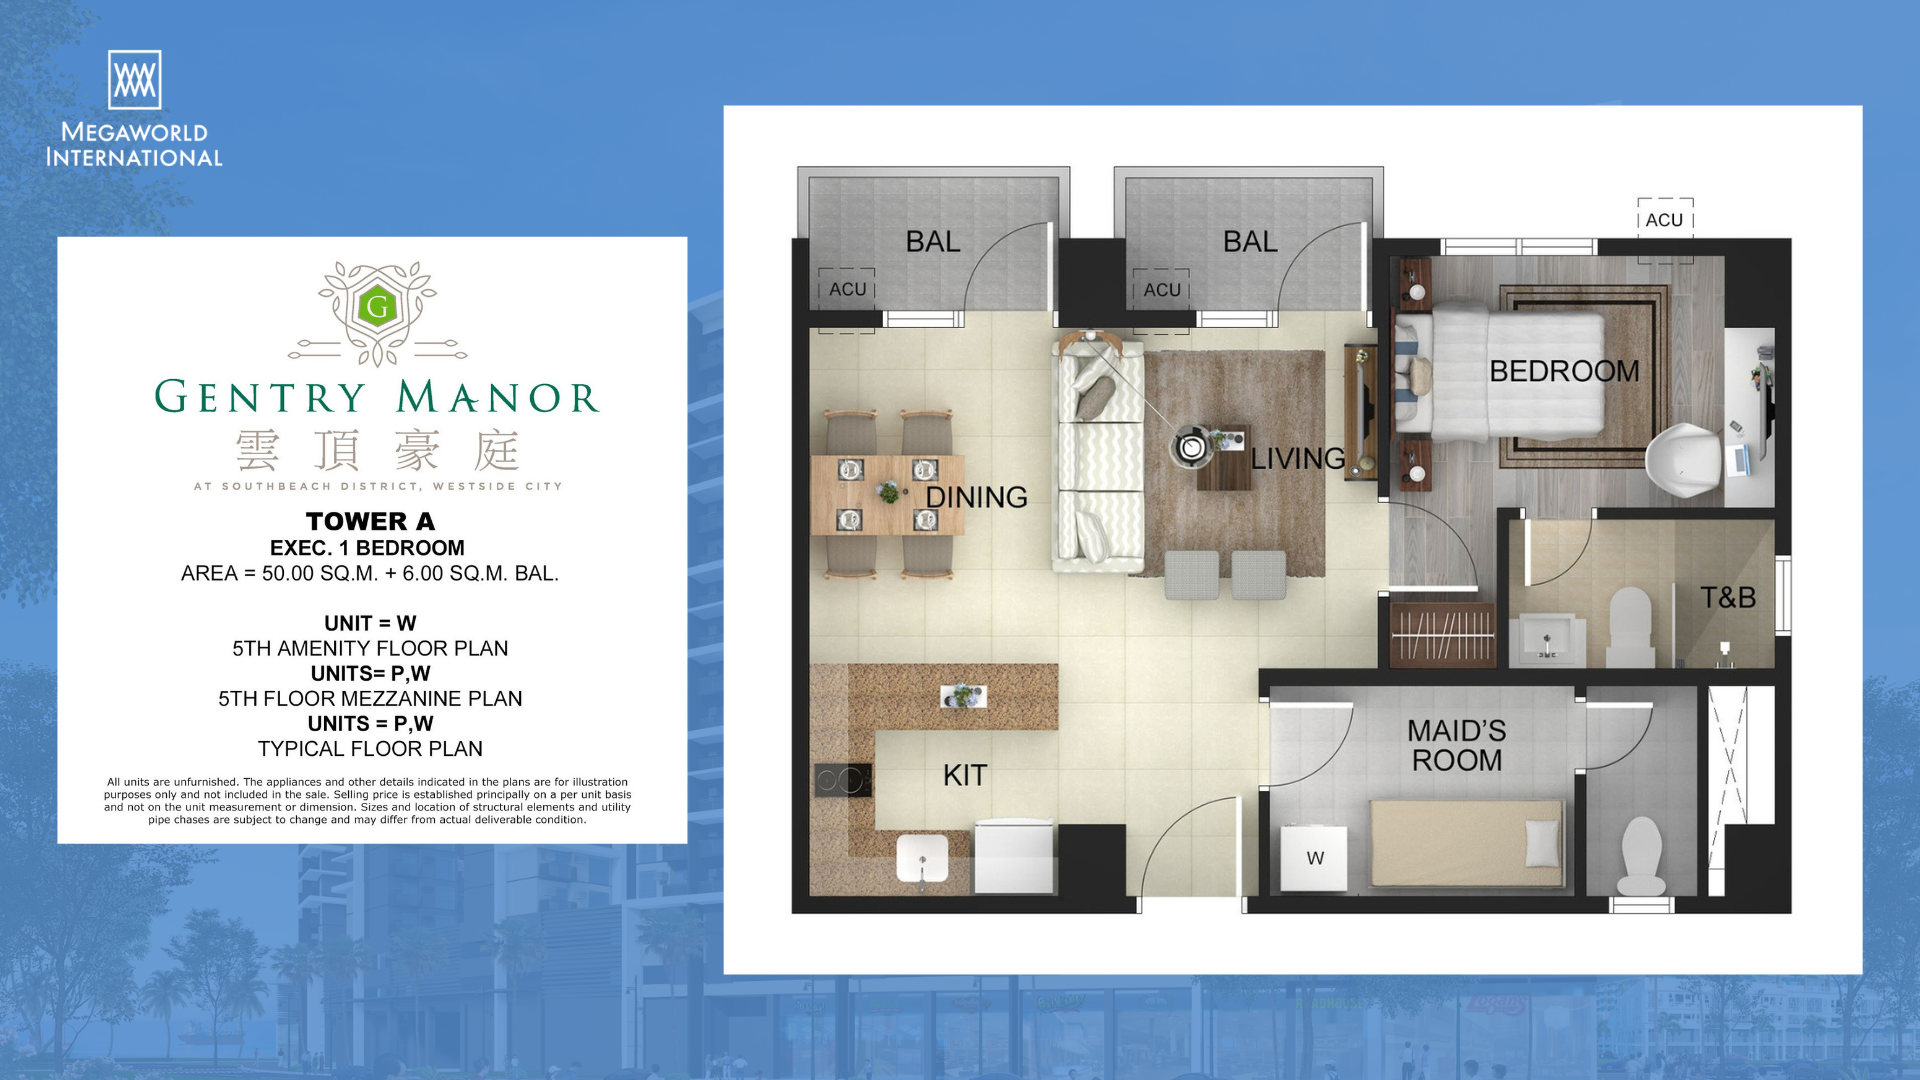 MEGAWORLD
INTERNATIONAL
G
GENTRY MANOR
雲頂豪庭
AT SOUTHBEACH DISTRICT, WESTSIDE CITY
TOWER A
EXEC. 1 BEDROOM
AREA = 50.00 SQ.M. + 6.00 SQ.M. BAL.
UNIT = W
5TH AMENITY FLOOR PLAN
UNITS= P,W
5TH FLOOR MEZZANINE PLAN
UNITS = P,W
TYPICAL FLOOR PLAN
All units are unfurnished. The appliances and other details indicated in the plans are for illustration
purposes only and not included in the sale. Selling price is established principally on a per unit basis
and not on the unit measurement or dimension. Sizes and location of structural elements and utility
pipe chases are subject to change and may differ from actual deliverable condition.
BAL
BAL
ACU
ACU
ACU
BEDROOM
LIVING
DINING
T&B
MAID'S
ROOM
KIT
W